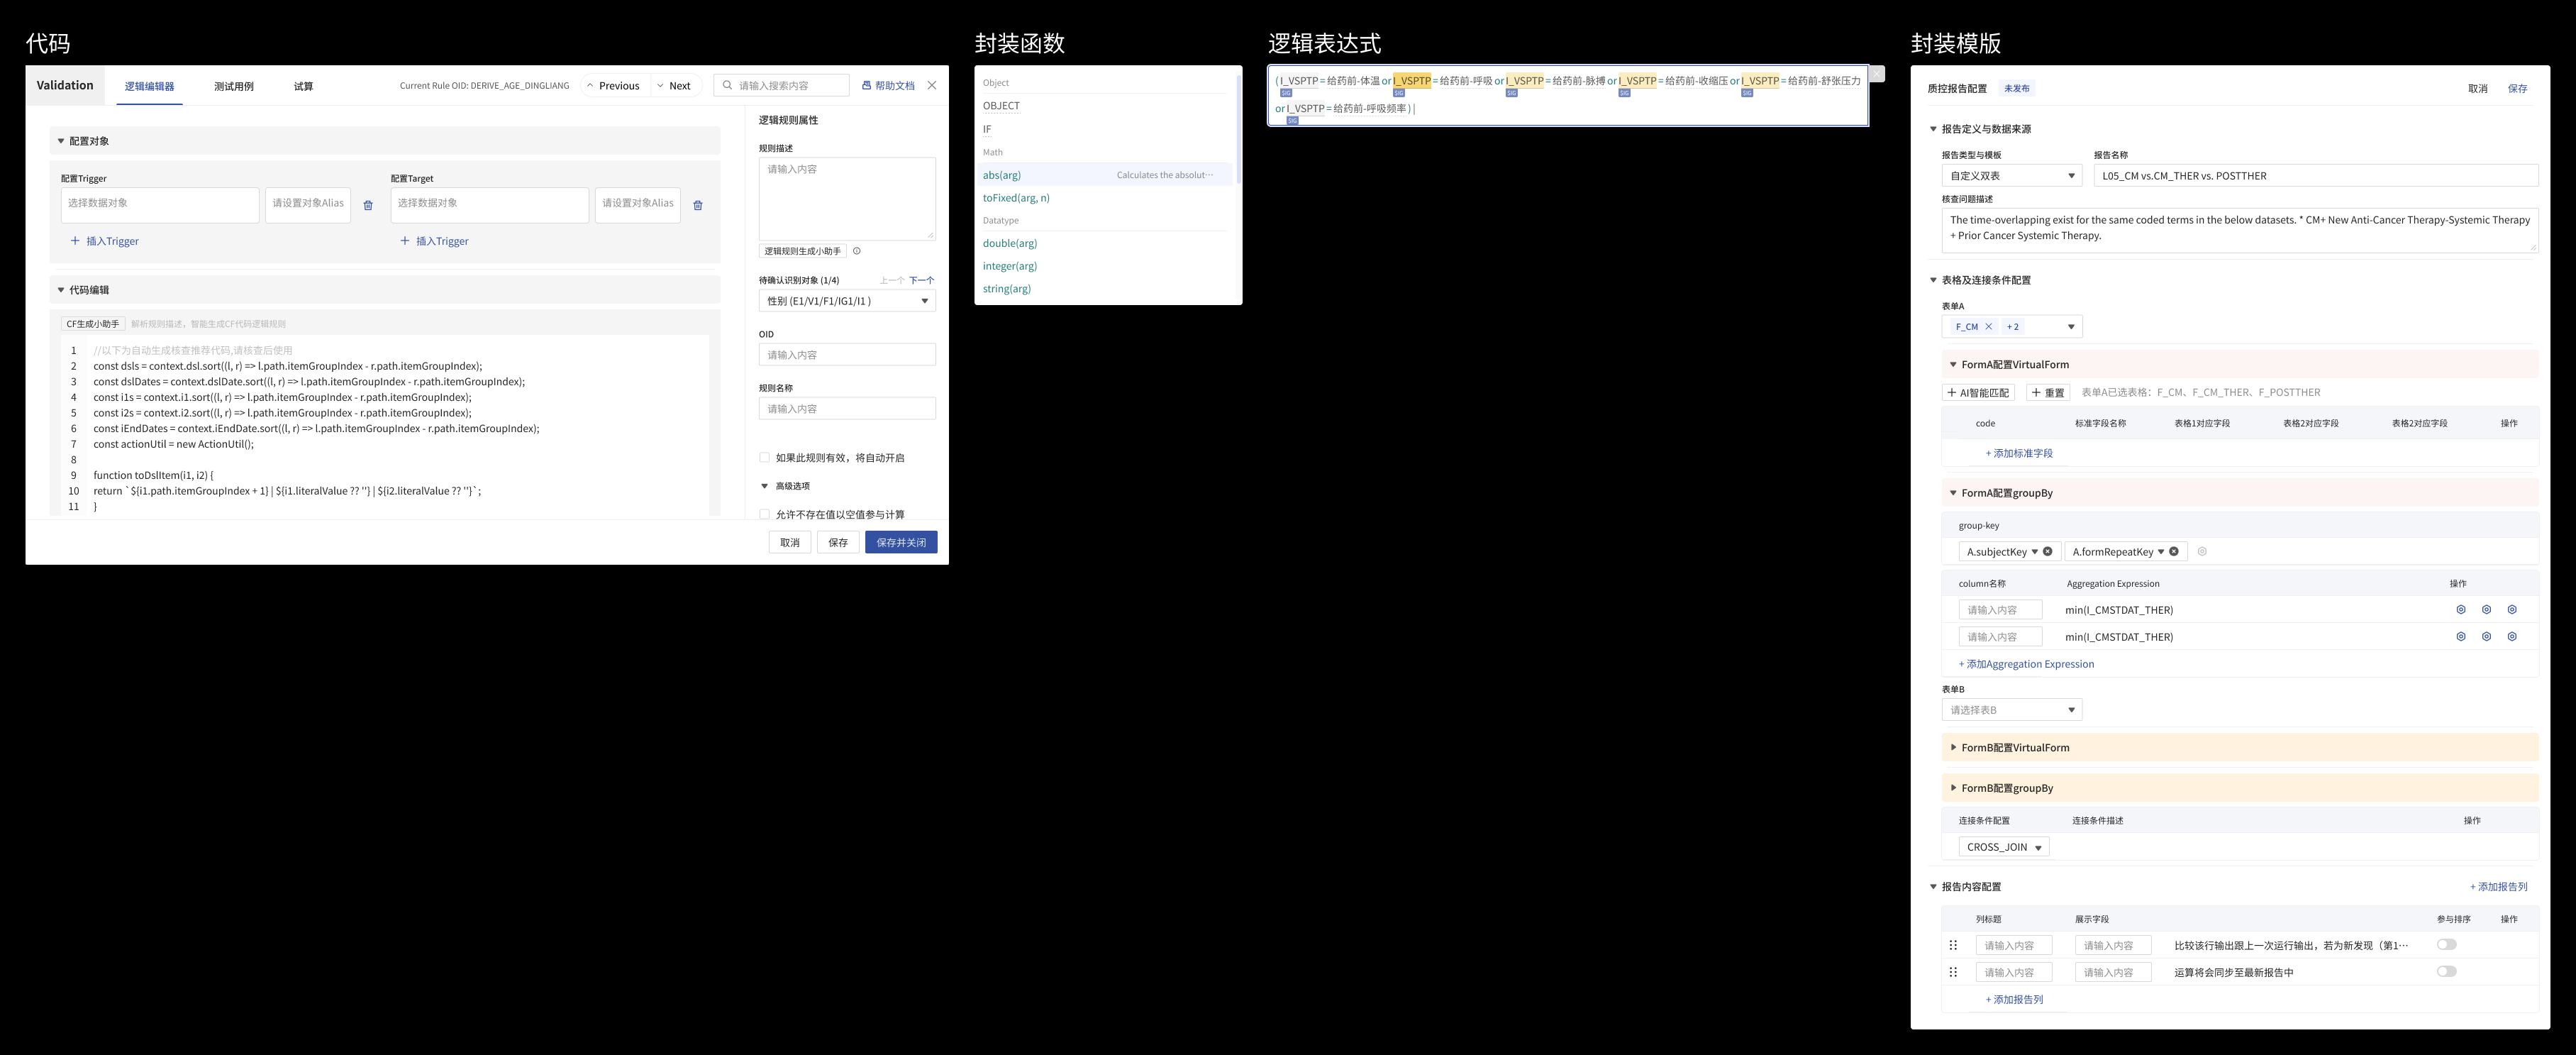 代码
Validation
逻辑编辑器
测试用例
试算
Current Rule OID: DERIVE_AGE_DINGLIANG
Previous
Next
请输入搜索内容
帮助文档
配置对象
配置Trigger
配置Target
选择数据对象
请设置对象Alias
选择数据对象
请设置对象Alias
插入Trigger
插入Trigger
代码编辑
CF生成小助手
解析规则描述，智能生成CF代码逻辑规则
1 //以下为自动生成核查推荐代码,请核查后使用
2 const dsls = context.dsl.sort((l, r) => l.path.itemGroupIndex - r.path.itemGroupIndex);
3 const dslDates = context.dslDate.sort((l, r) => l.path.itemGroupIndex - r.path.itemGroupIndex);
4 const i1s = context.i1.sort((l, r) => l.path.itemGroupIndex - r.path.itemGroupIndex);
5 const i2s = context.i2.sort((l, r) => l.path.itemGroupIndex - r.path.itemGroupIndex);
6 const iEndDates = context.iEndDate.sort((l, r) => l.path.itemGroupIndex - r.path.itemGroupIndex);
7 const actionUtil = new ActionUtil();
8
9 function toDslItem(i1, i2) {
10 return `${i1.path.itemGroupIndex + 1} | ${i1.literalValue ?? ''} | ${i2.literalValue ?? ''}`;
11 }
逻辑规则属性
规则描述
请输入内容
逻辑规则生成小助手
待确认识别对象 (1/4)
上一个
下一个
性别 (E1/V1/F1/IG1/I1 )
OID
请输入内容
规则名称
请输入内容
如果此规则有效，将自动开启
高级选项
允许不存在值以空值参与计算
取消
保存
保存并关闭
封装函数
Object
OBJECT
IF
Math
abs(arg)
Calculates the absolut···
toFixed(arg, n)
Datatype
double(arg)
integer(arg)
string(arg)
逻辑表达式
( I_VSPTP = 给药前-体温 or I_VSPTP = 给药前-呼吸 or I_VSPTP = 给药前-脉搏 or I_VSPTP = 给药前-收缩压 or I_VSPTP = 给药前-舒张压力
SIG SIG SIG SIG SIG
or I_VSPTP = 给药前-呼吸频率 ) |
SIG
封装模版
质控报告配置
未发布
取消
保存
报告定义与数据来源
报告类型与模板
报告名称
自定义双表
L05_CM vs.CM_THER vs. POSTTHER
核查问题描述
The time-overlapping exist for the same coded terms in the below datasets. * CM+ New Anti-Cancer Therapy-Systemic Therapy
+ Prior Cancer Systemic Therapy.
表格及连接条件配置
表单A
F_CM
+ 2
FormA配置VirtualForm
AI智能匹配
重置
表单A已选表格：F_CM、F_CM_THER、F_POSTTHER
code
标准字段名称
表格1对应字段
表格2对应字段
表格2对应字段
操作
+ 添加标准字段
FormA配置groupBy
group-key
A.subjectKey
A.formRepeatKey
column名称
Aggregation Expression
操作
请输入内容
min(I_CMSTDAT_THER)
请输入内容
min(I_CMSTDAT_THER)
+ 添加Aggregation Expression
表单B
请选择表B
FormB配置VirtualForm
FormB配置groupBy
连接条件配置
连接条件描述
操作
CROSS_JOIN
报告内容配置
+ 添加报告列
列标题
展示字段
参与排序
操作
请输入内容
请输入内容
比较该行输出跟上一次运行输出，若为新发现（第1···
请输入内容
请输入内容
运算将会同步至最新报告中
+ 添加报告列